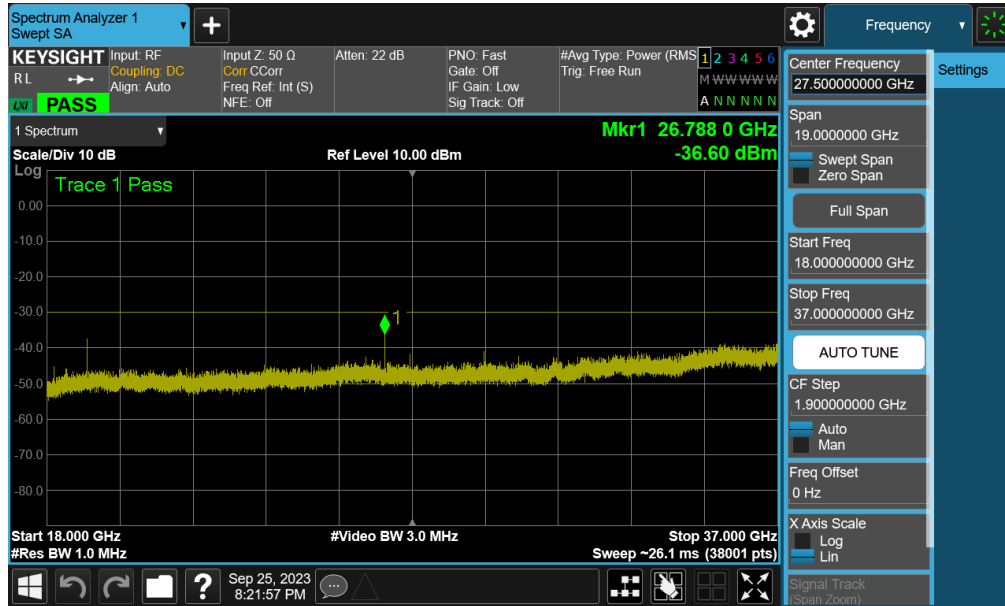 Spectrum Analyzer 1
Swept SA
+
Frequency
KEYSIGHT
R L
LXI
PASS
Input: RF
Coupling: DC
Align: Auto
Input Z: 50 Ω
Corr CCorr
Freq Ref: Int (S)
NFE: Off
Atten: 22 dB
PNO: Fast
Gate: Off
IF Gain: Low
Sig Track: Off
#Avg Type: Power (RMS
Trig: Free Run
1 2 3 4 5 6
M W W W W W
A N N N N N
1 Spectrum
Mkr1 26.788 0 GHz
Scale/Div 10 dB
Ref Level 10.00 dBm
-36.60 dBm
Log
Trace 1 Pass
0.00
-10.0
-20.0
-30.0
1
-40.0
-50.0
-60.0
-70.0
-80.0
Start 18.000 GHz
#Video BW 3.0 MHz
Stop 37.000 GHz
#Res BW 1.0 MHz
Sweep ~26.1 ms (38001 pts)
?
Sep 25, 2023
8:21:57 PM
Center Frequency
27.500000000 GHz
Span
19.0000000 GHz
Swept Span
Zero Span
Full Span
Start Freq
18.000000000 GHz
Stop Freq
37.000000000 GHz
AUTO TUNE
CF Step
1.900000000 GHz
Auto
Man
Freq Offset
0 Hz
X Axis Scale
Log
Lin
Signal Track
(Span Zoom)
Settings